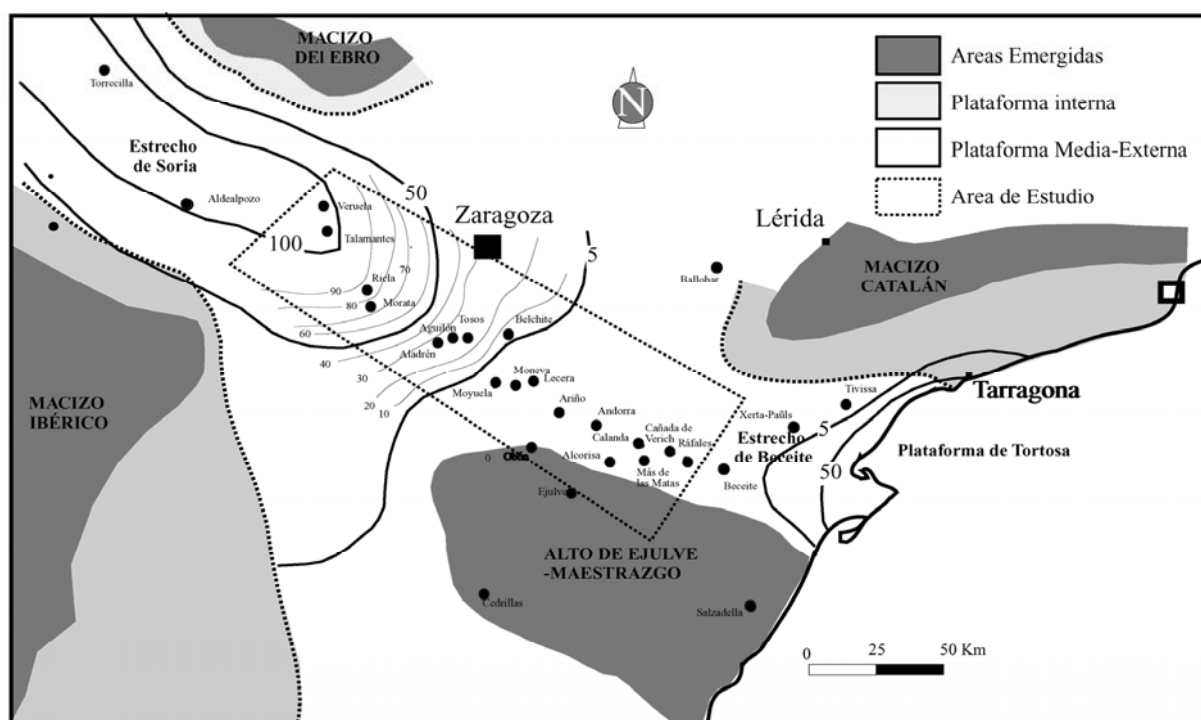 MACIZO
DEl EBRO
Torrecilla
Estrecho
de Soria
Aldealpozo
Veruela
Talamantes
100
50
Zaragoza
5
Lérida
N
Areas Emergidas
Plataforma interna
Plataforma Media-Externa
Area de Estudio
MACIZO
CATALÁN
Ballobar
Ricla
Morata
90
80
70
60
40
30
20
10
0
Aguilón
Tosos
Aladrén
Belchite
Moneva
Lecera
Moyuela
Ariño
Andorra
Calanda
Cañada de
Verich
Ráfales
Alcorisa
Más de
las Matas
Ejulve
MACIZO
IBÉRICO
Xerta-Paüls
Tivissa
Tarragona
Estrecho
de Beceite
5
50
Beceite
Plataforma de Tortosa
ALTO DE EJULVE
-MAESTRAZGO
Cedrillas
Salzadella
0 25 50 Km